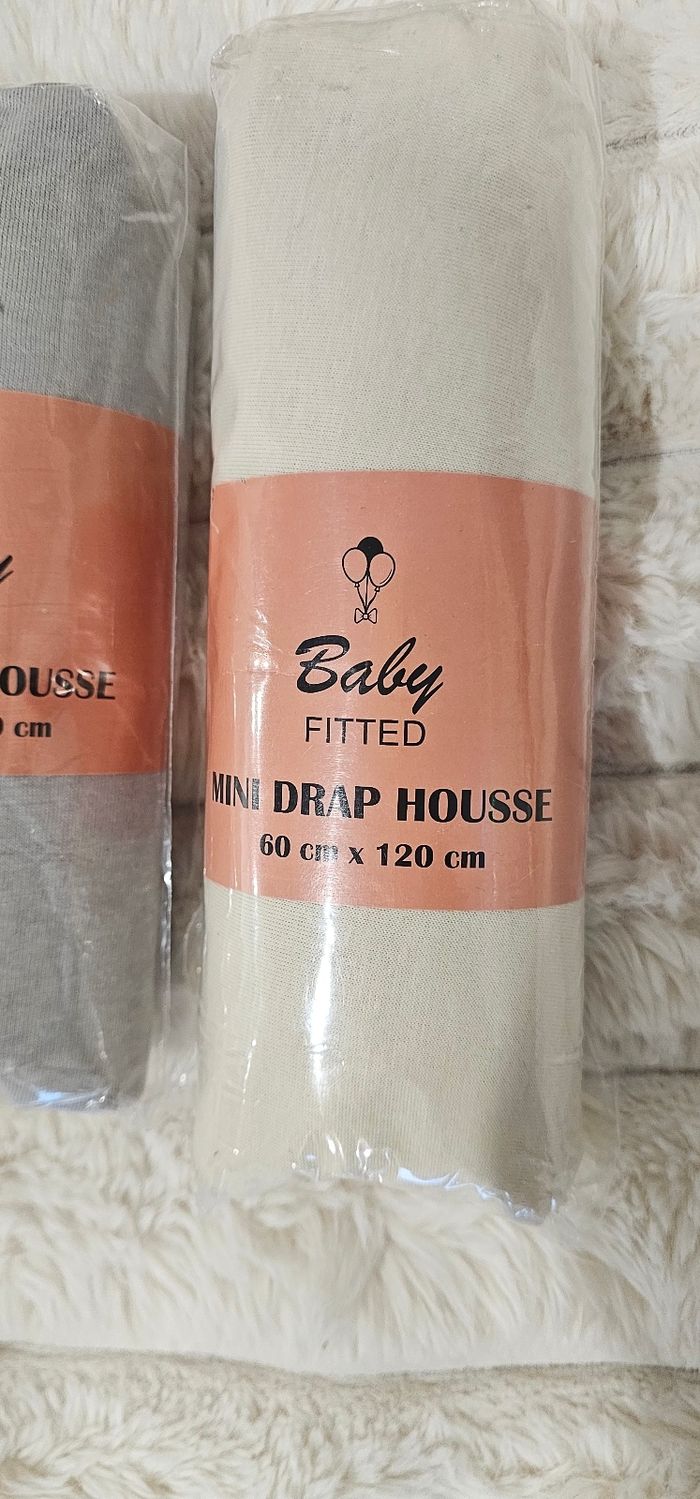 OUSSE
cm
Baby
FITTED
MINI DRAP HOUSSE
60 cm x 120 cm